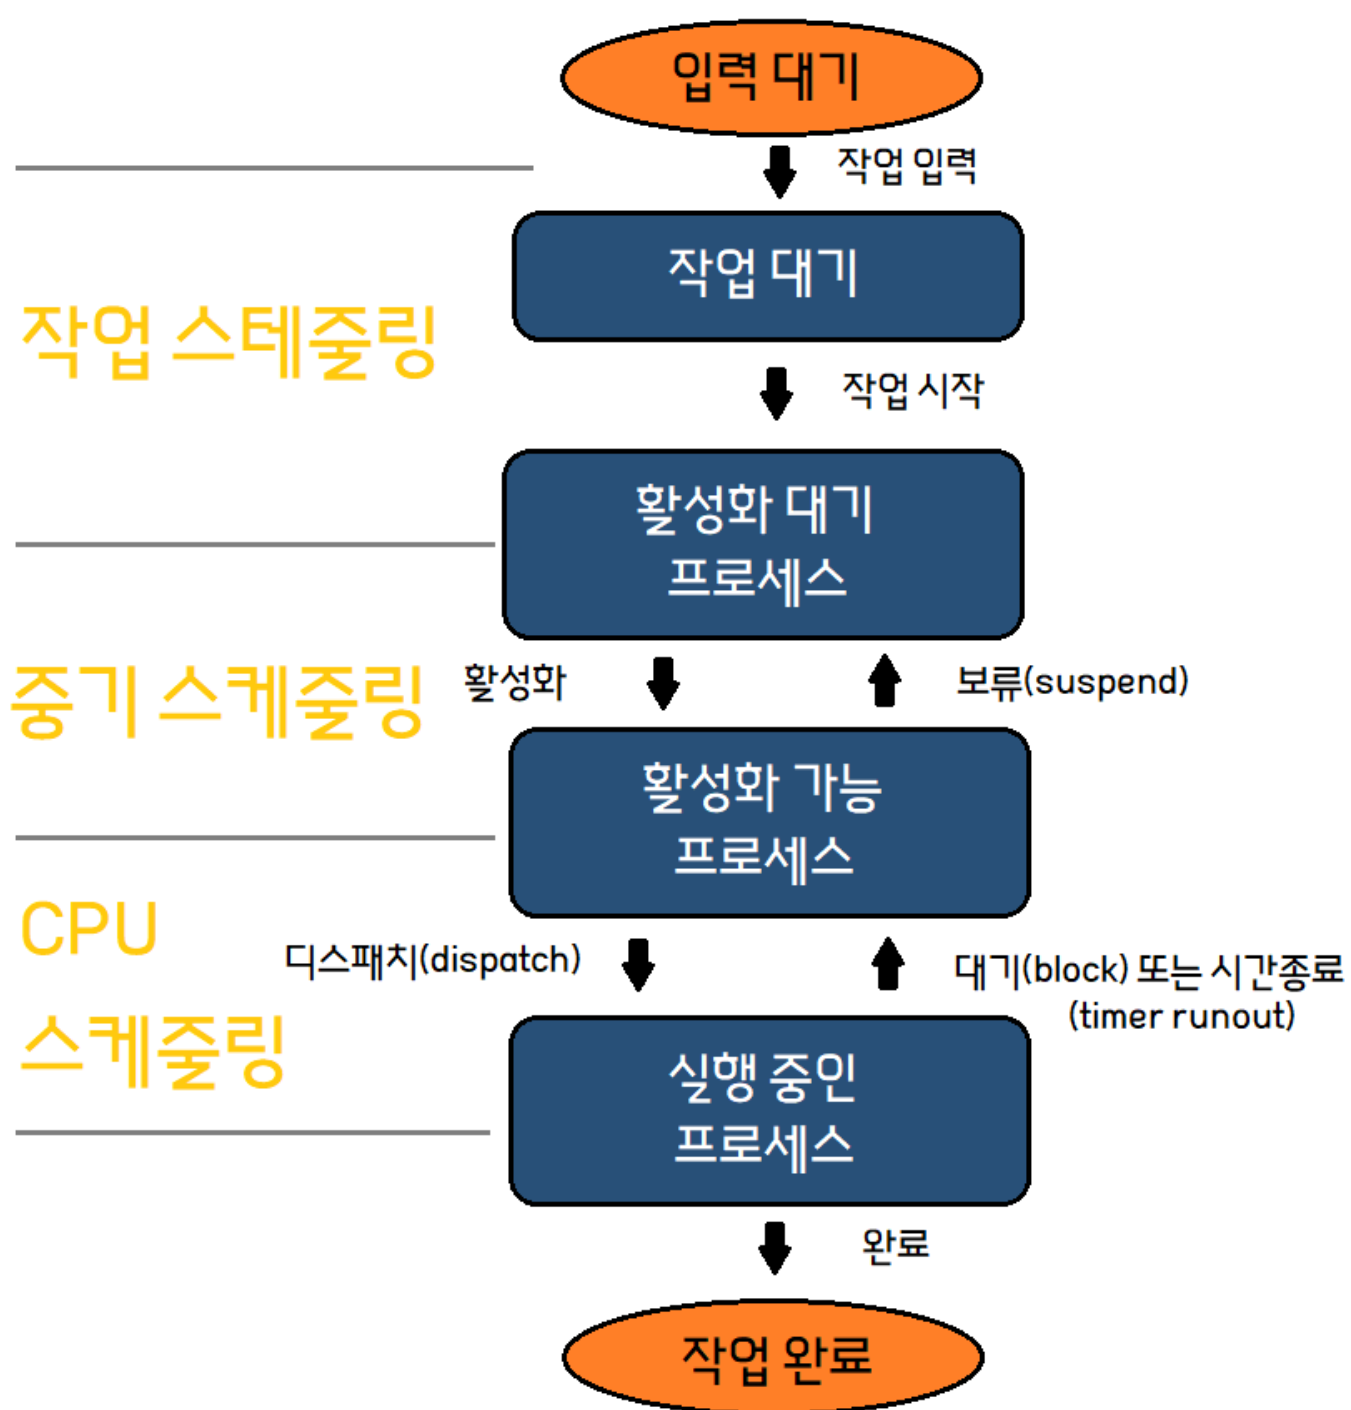 입력 대기
작업 입력
작업 대기
작업 스테줄링
작업 시작
활성화 대기
프로세스
중기 스케줄링
활성화
보류(suspend)
활성화 가능
프로세스
CPU
스케줄링
디스패치(dispatch)
대기(block) 또는 시간종료
(timer runout)
실행 중인
프로세스
완료
작업 완료